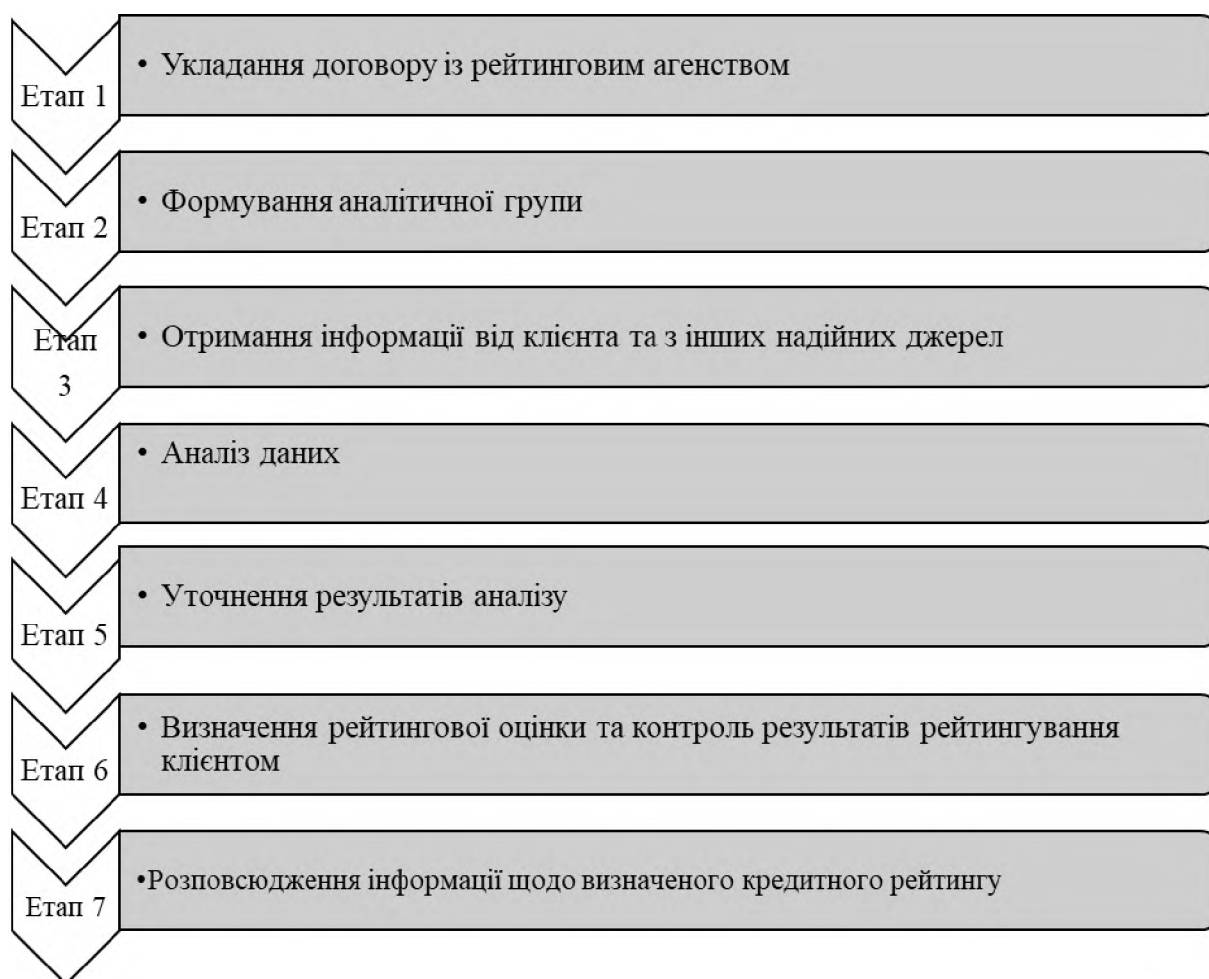 Етап 1
• Укладання договору із рейтинговим агенством
Етап 2
• Формування аналітичної групи
Етап
3
• Отримання інформації від клієнта та з інших надійних джерел
Етап 4
• Аналіз даних
Етап 5
• Уточнення результатів аналізу
Етап 6
• Визначення рейтингової оцінки та контроль результатів рейтингування
клієнтом
Етап 7
•Розповсюдження інформації щодо визначеного кредитного рейтингу